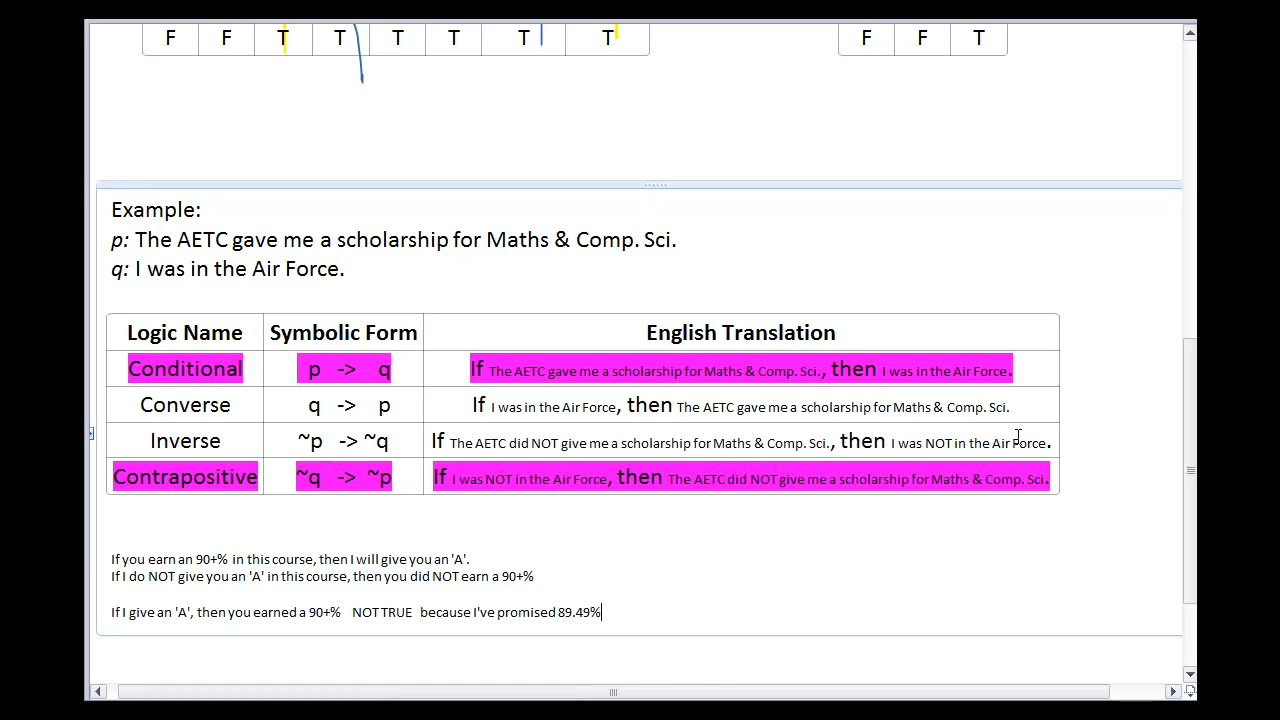 F F T T T T T T F F T
Example:
p: The AETC gave me a scholarship for Maths & Comp. Sci.
q: I was in the Air Force.
Logic Name Symbolic Form English Translation
Conditional p -> q If The AETC gave me a scholarship for Maths & Comp. Sci., then I was in the Air Force.
Converse q -> p If I was in the Air Force, then The AETC gave me a scholarship for Maths & Comp. Sci.
Inverse ~p -> ~q If The AETC did NOT give me a scholarship for Maths & Comp. Sci., then I was NOT in the Air Force.
Contrapositive ~q -> ~p If I was NOT in the Air Force, then The AETC did NOT give me a scholarship for Maths & Comp. Sci.
If you earn an 90+% in this course, then I will give you an 'A'.
If I do NOT give you an 'A' in this course, then you did NOT earn a 90+%
If I give an 'A', then you earned a 90+% NOT TRUE because I've promised 89.49%